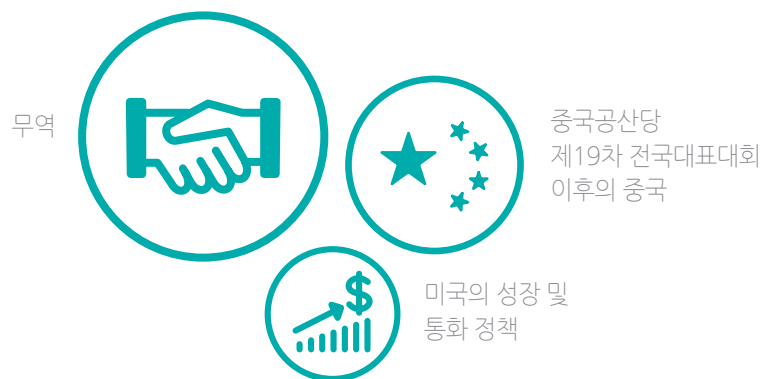 무역
중국공산당
제19차 전국대표대회
이후의 중국
$
미국의 성장 및
통화 정책